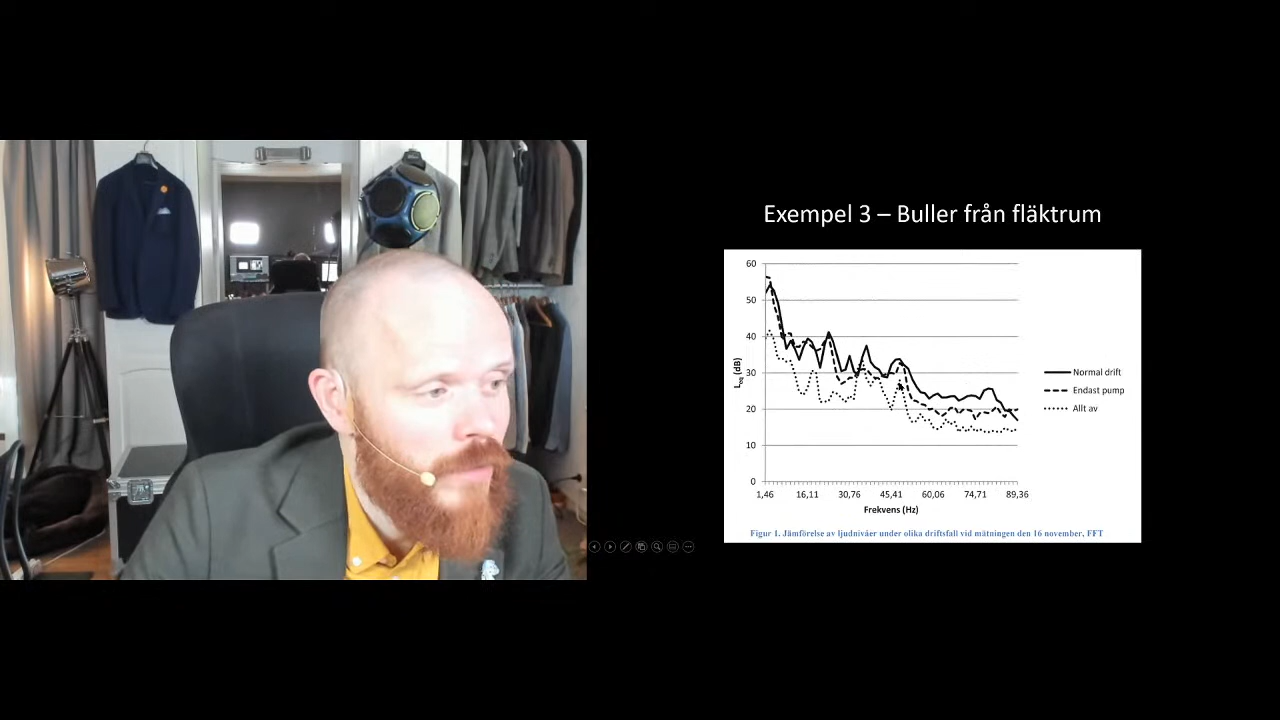 Exempel 3 – Buller från fläktrum
60
50
40
30
20
10
0
L_eq (dB)
1,46 16,11 30,76 45,41 60,06 74,71 89,36
Frekvens (Hz)
Normal drift
Endast pump
Allt av
Figur 1. Jämförelse av ljudnivåer under olika driftsfall vid mätningen den 16 november, FFT